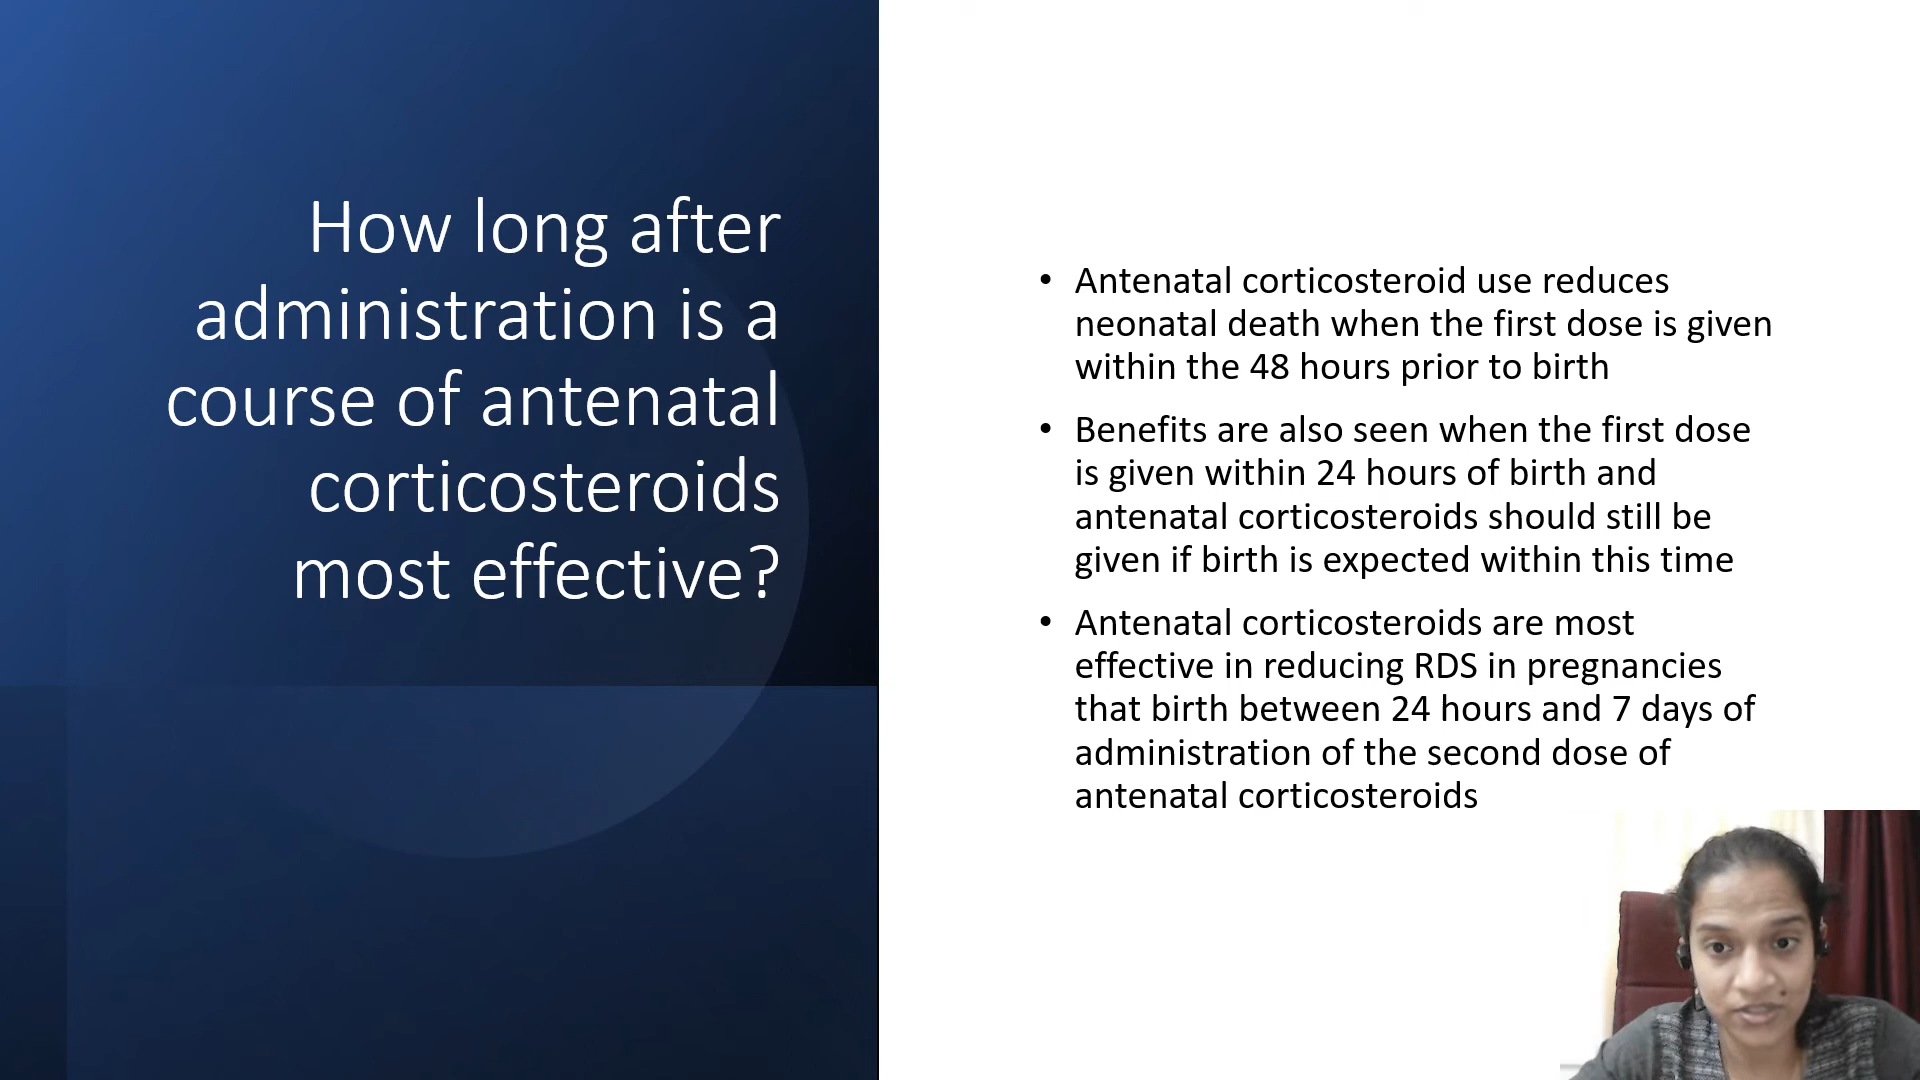 How long after
administration is a
course of antenatal
corticosteroids
most effective?
• Antenatal corticosteroid use reduces
neonatal death when the first dose is given
within the 48 hours prior to birth
• Benefits are also seen when the first dose
is given within 24 hours of birth and
antenatal corticosteroids should still be
given if birth is expected within this time
• Antenatal corticosteroids are most
effective in reducing RDS in pregnancies
that birth between 24 hours and 7 days of
administration of the second dose of
antenatal corticosteroids